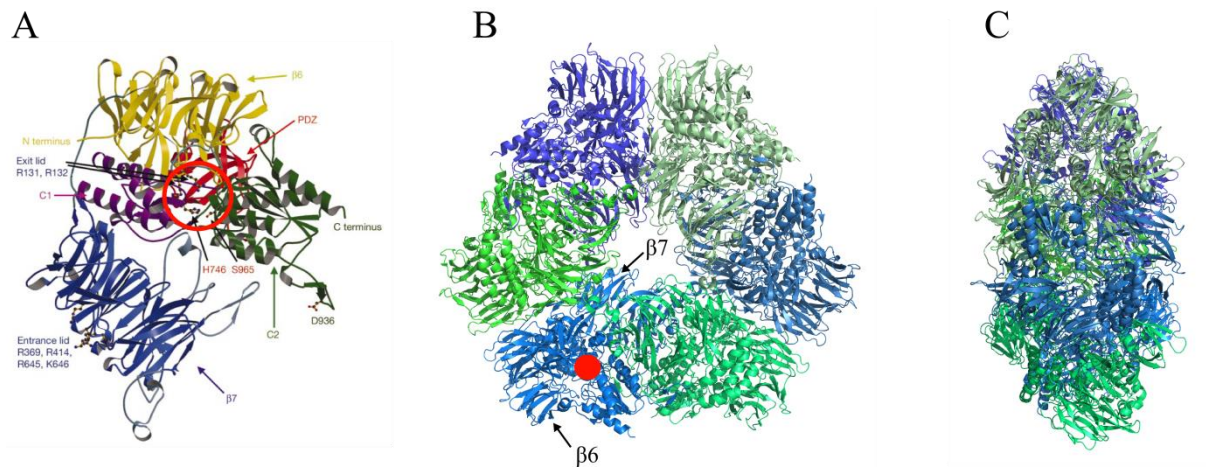 A
B
C
β6
PDZ
N terminus
Exit lid
R131, R132
C1
C terminus
H746
S965
D936
C2
Entrance lid
R369, R414,
R645, K646
β7
β7
β6